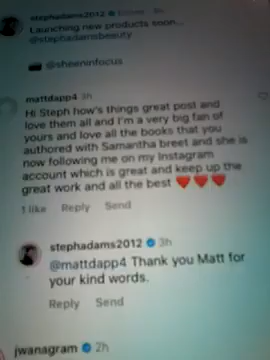 stephadams2012
Launching new products soon...
@stephadamsbeauty
@sheeninfocus
mattdapp4 3h
Hi Steph how's things great post and
love them all and I'm a very big fan of
yours and love all the books that you
authored with Samantha breet and she is
now following me on my Instagram
account which is great and keep up the
great work and all the best ❤️❤️❤️
1 like Reply Send
stephadams2012 3h
@mattdapp4 Thank you Matt for
your kind words.
Reply Send
jwanagram 2h